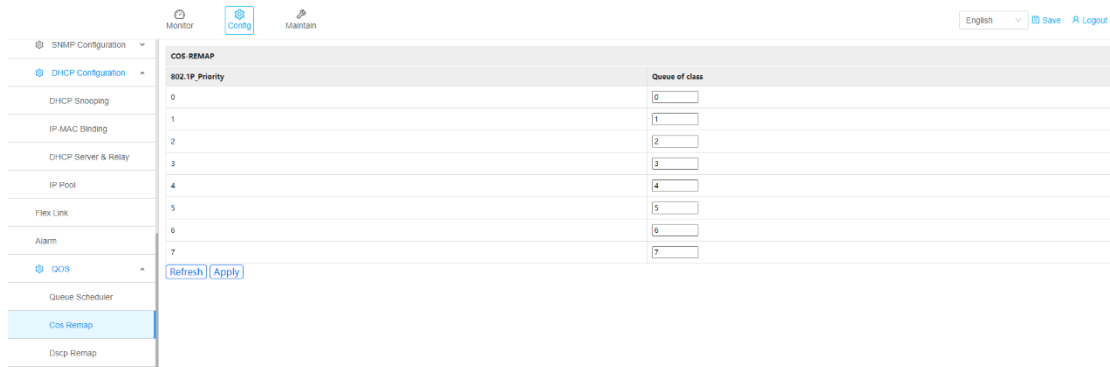 Monitor
Config
Maintain
English
Save
Logout
SNMP Configuration
DHCP Configuration
DHCP Snooping
IP-MAC Binding
DHCP Server & Relay
IP Pool
Flex Link
Alarm
QOS
Queue Scheduler
Cos Remap
Dscp Remap
COS-REMAP
802.1P_Priority Queue of class
0 0
1 1
2 2
3 3
4 4
5 5
6 6
7 7
Refresh Apply